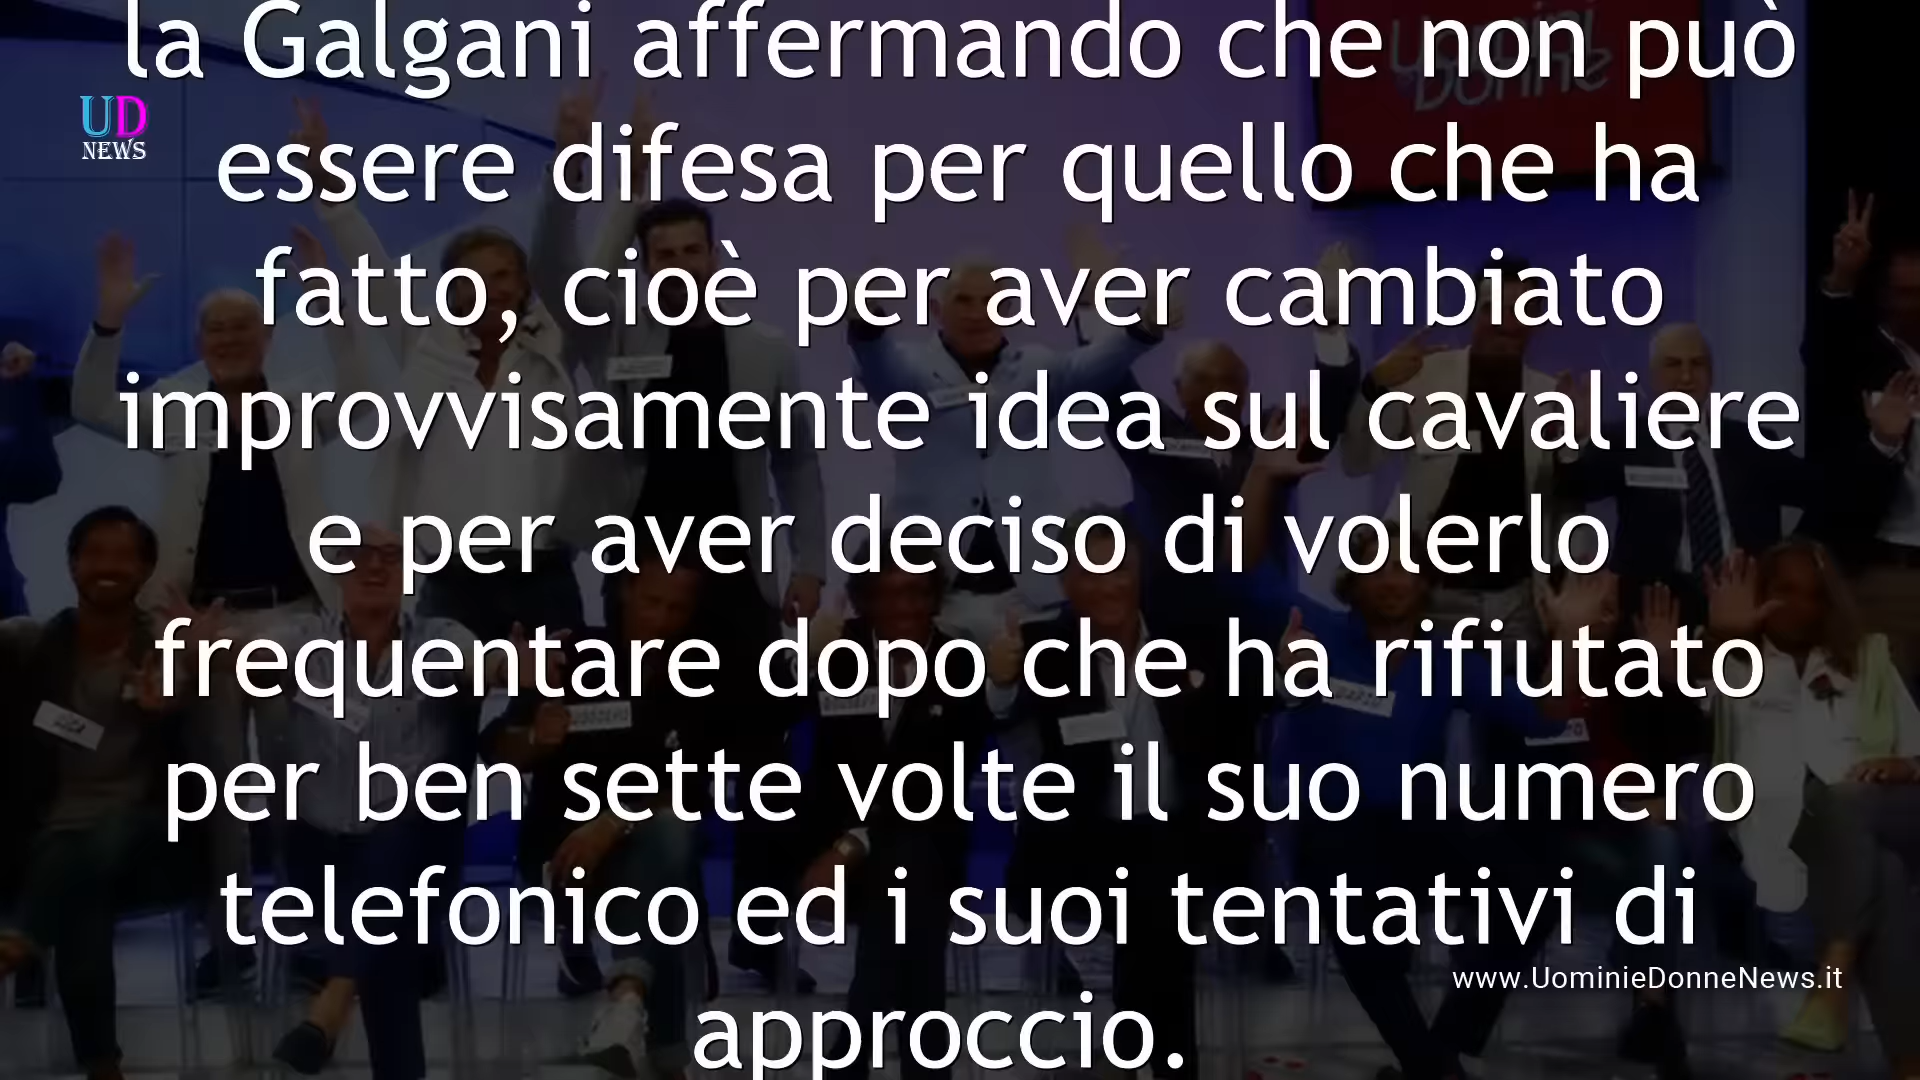 la Galgani affermando che non può
essere difesa per quello che ha
fatto, cioè per aver cambiato
improvvisamente idea sul cavaliere
e per aver deciso di volerlo
frequentare dopo che ha rifiutato
per ben sette volte il suo numero
telefonico ed i suoi tentativi di
approccio.
UD
NEWS
Uomini
Donne
www.UominieDonneNews.it